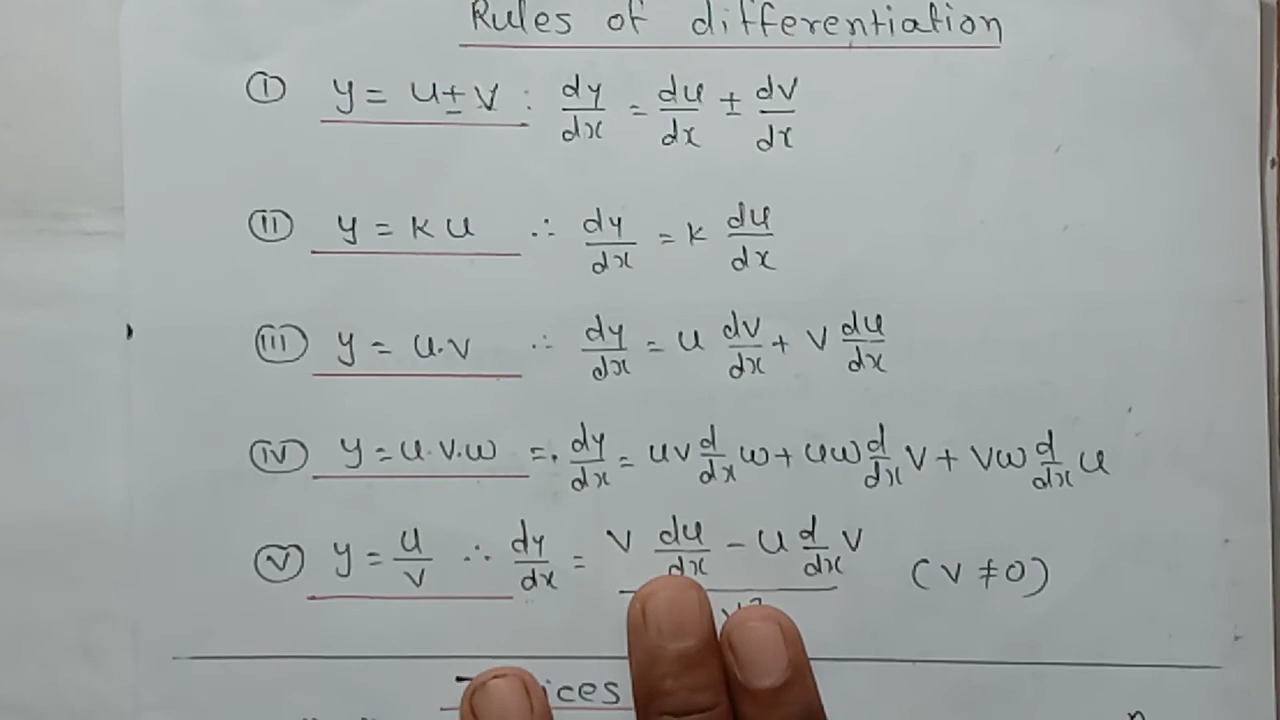 Rules of differentiation
(i) y = u ± v : dy/dx = du/dx ± dv/dx
(ii) y = k u ∴ dy/dx = k du/dx
(iii) y = u.v ∴ dy/dx = u dv/dx + v du/dx
(iv) y = u.v.w =. dy/dx = uv d/dx w + uw d/dx v + vw d/dx u
(v) y = u/v ∴ dy/dx = (v du/dx - u d/dx v)/v² (v ≠ 0)
n